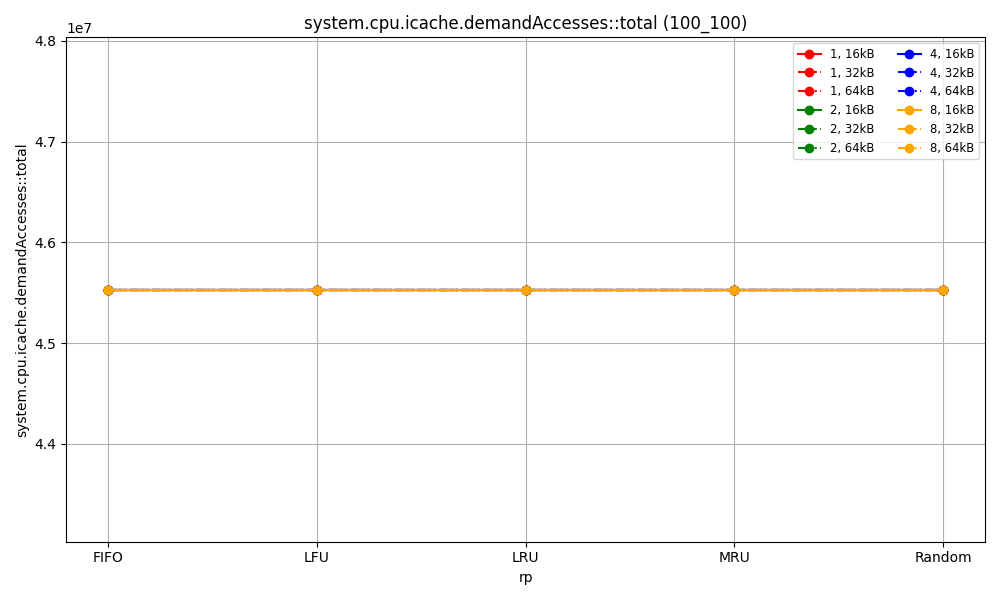 system.cpu.icache.demandAccesses::total (100_100)
1e7
4.8
4.7
4.6
4.5
4.4
system.cpu.icache.demandAccesses::total
1, 16kB
1, 32kB
1, 64kB
2, 16kB
2, 32kB
2, 64kB
4, 16kB
4, 32kB
4, 64kB
8, 16kB
8, 32kB
8, 64kB
FIFO
LFU
LRU
MRU
Random
rp